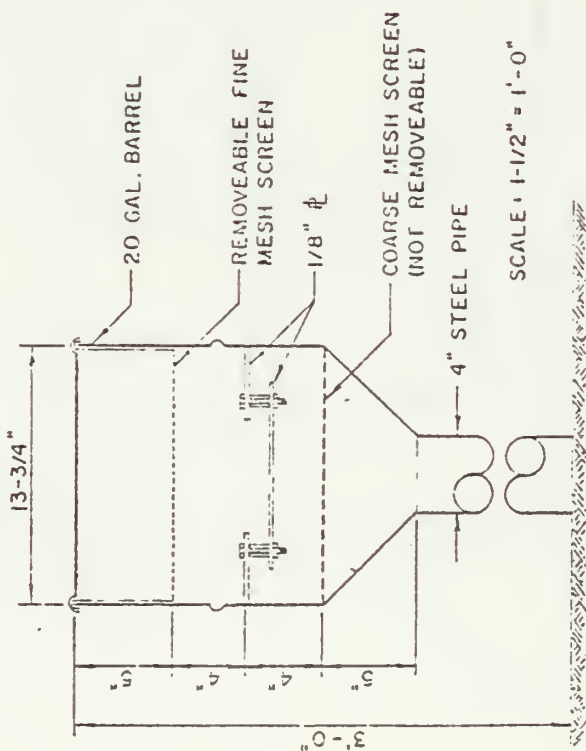 13-3/4"
20 GAL. BARREL
REMOVEABLE FINE
MESH SCREEN
1/8" ℄
COARSE MESH SCREEN
(NOT REMOVEABLE)
4" STEEL PIPE
SCALE: 1-1/2" = 1'-0"
5"
4"
4"
5"
3'-0"